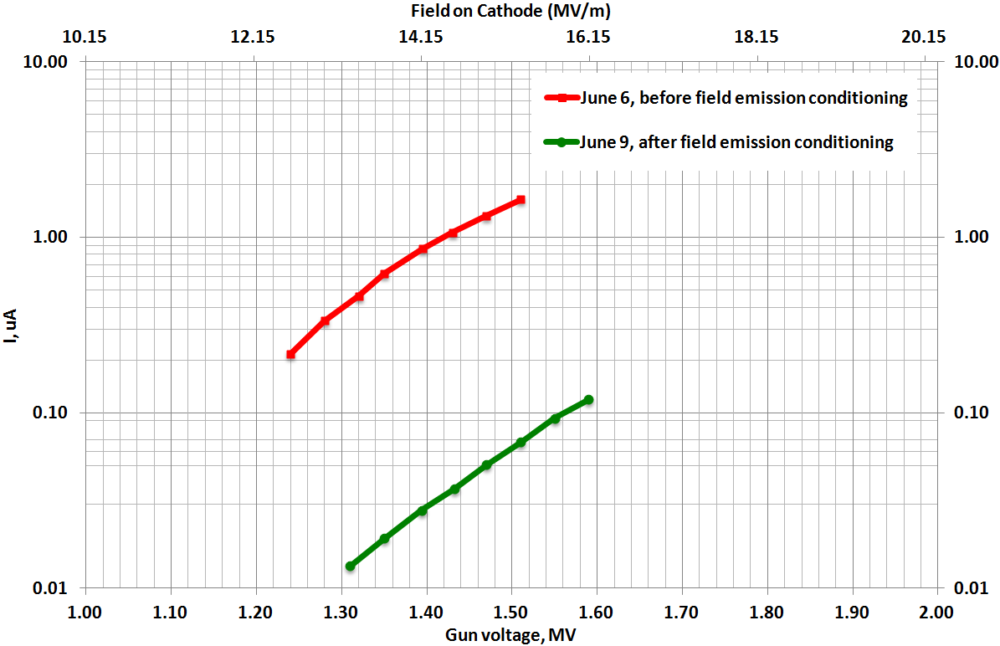 Field on Cathode (MV/m)
10.15 12.15 14.15 16.15 18.15 20.15
10.00 10.00
June 6, before field emission conditioning
June 9, after field emission conditioning
1.00 1.00
I, uA
0.10 0.10
0.01 0.01
1.00 1.10 1.20 1.30 1.40 1.50 1.60 1.70 1.80 1.90 2.00
Gun voltage, MV